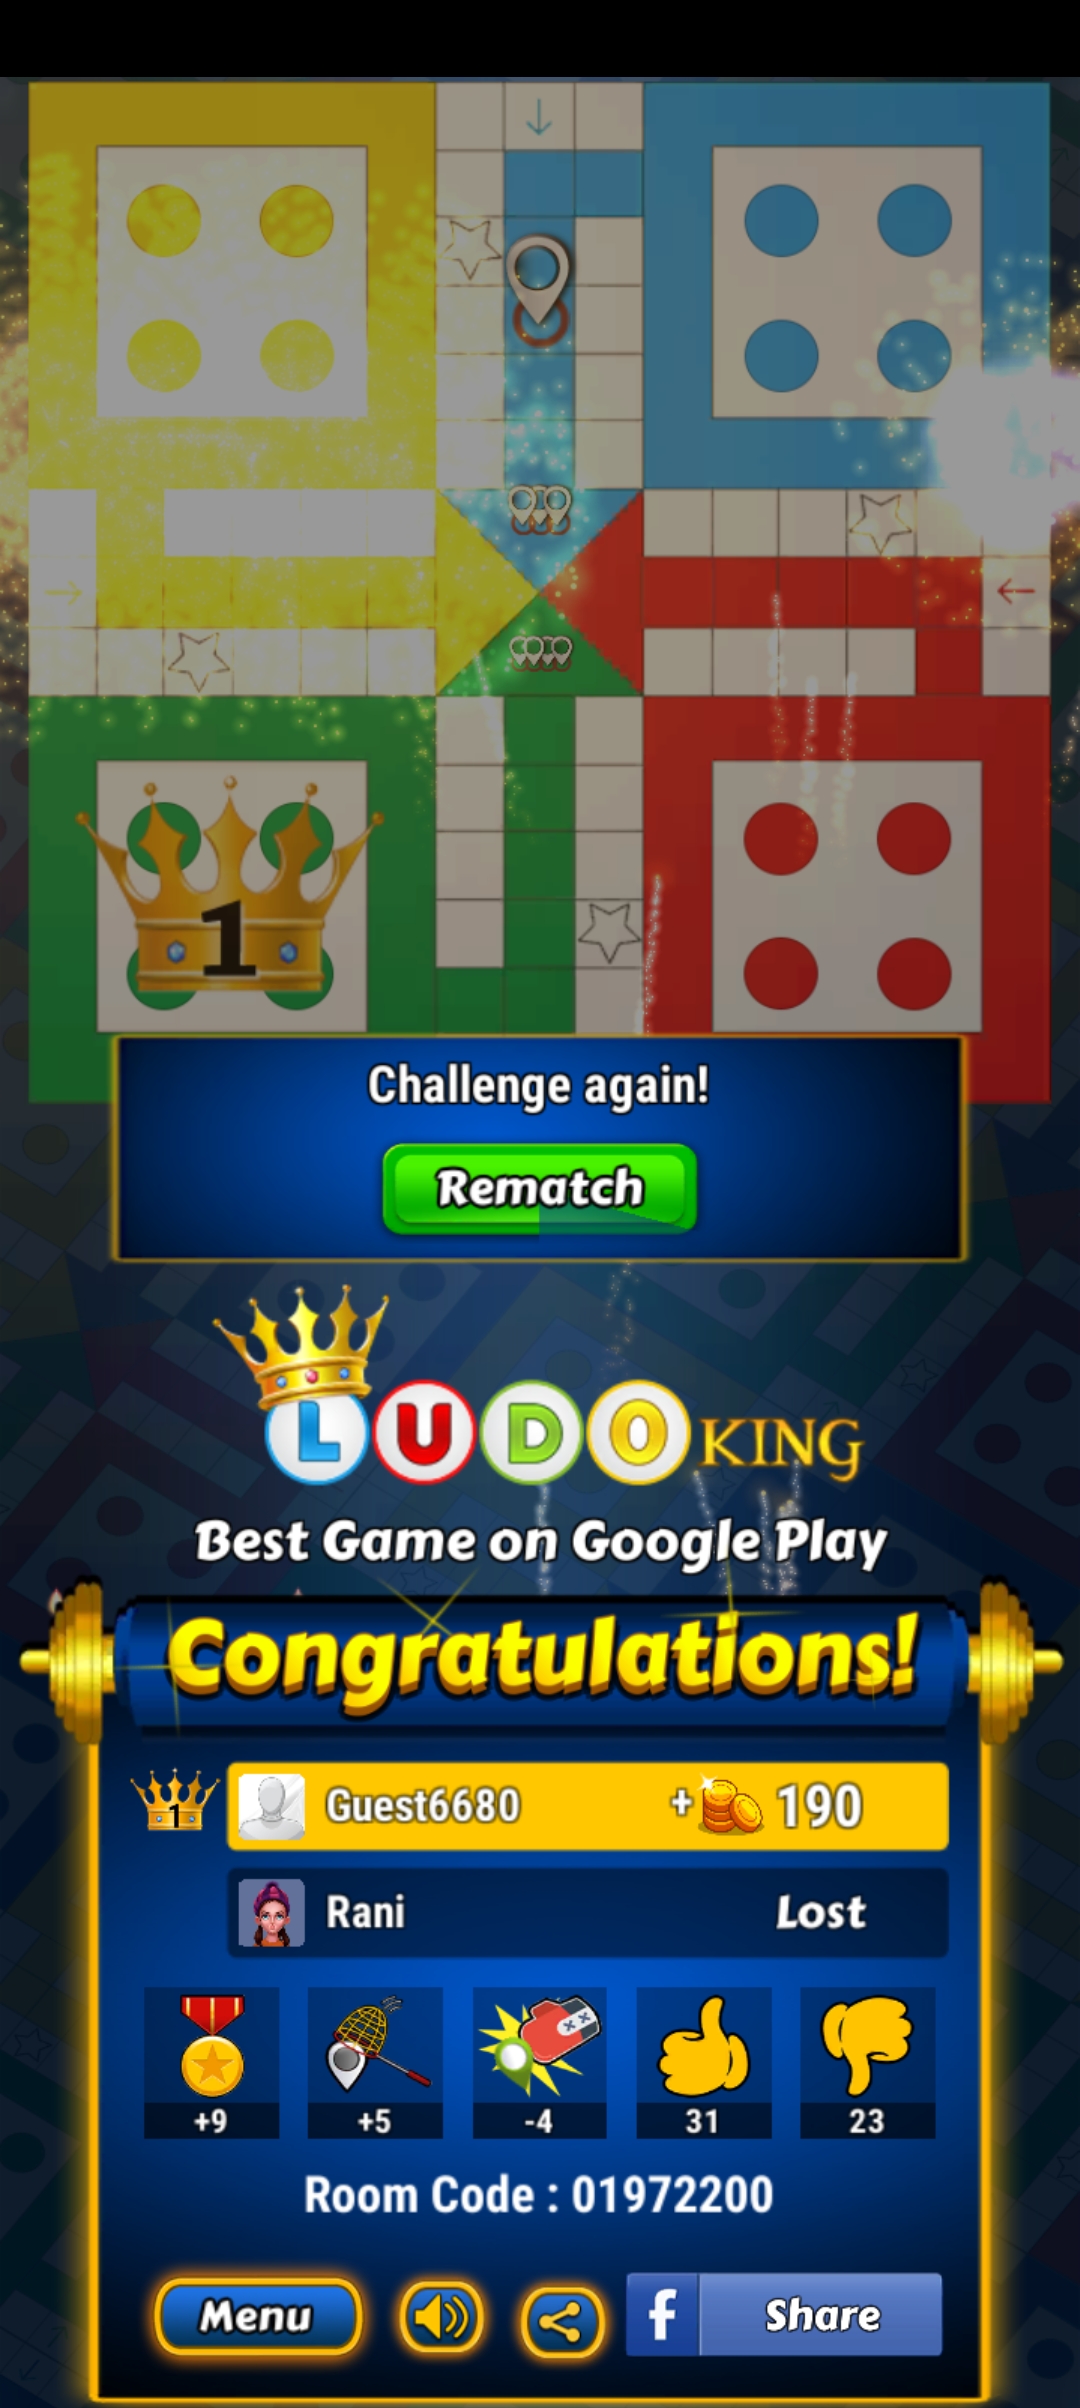 1
Challenge again!
Rematch
LUDO KING
Best Game on Google Play
Congratulations!
1 Guest6680 + 190
Rani Lost
+9 +5 -4 31 23
Room Code : 01972200
Menu f Share